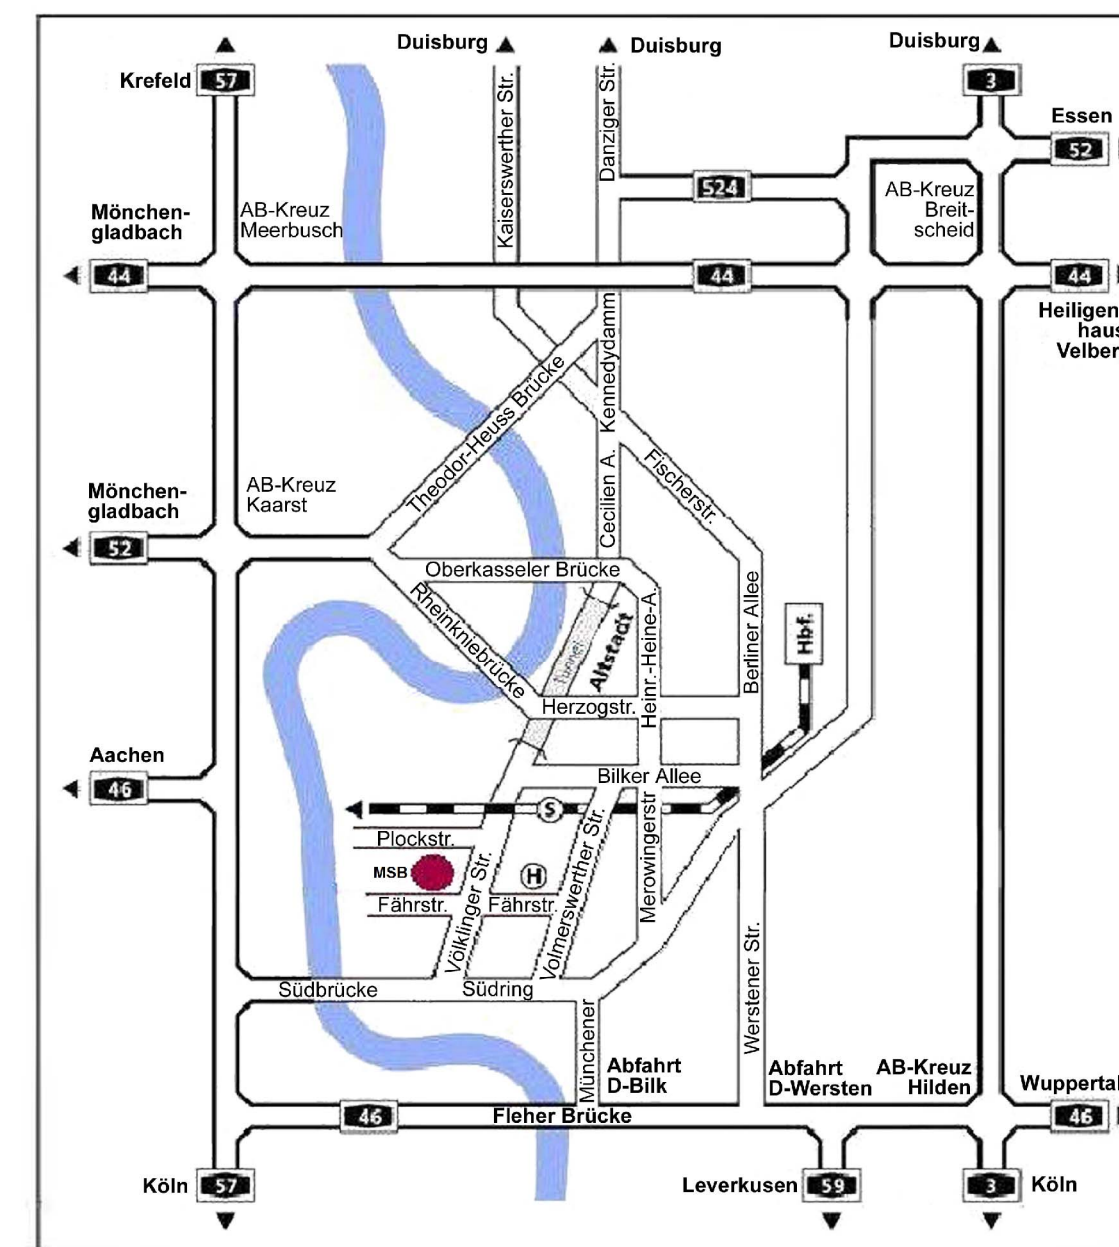 Duisburg
Duisburg
Duisburg
Krefeld
57
3
Essen
52
Kaiserswerther Str.
Danziger Str.
524
AB-Kreuz
Breit-
scheid
Mönchen-
gladbach
AB-Kreuz
Meerbusch
44
44
44
Heiligen
haus
Velber
Kennedydamm
Theodor-Heuss Brücke
Cecilien A.
Fischerstr.
Mönchen-
gladbach
AB-Kreuz
Kaarst
52
Oberkasseler Brücke
Rheinkniebrücke
Tunnel
Altstadt
Heinr.-Heine-A.
Berliner Allee
Hbf.
Herzogstr.
Aachen
46
Bilker Allee
S
Plockstr.
MSB
H
Fährstr.
Fährstr.
Völklinger Str.
Volmerswerther Str.
Merowingerstr
Werstener Str.
Südbrücke
Südring
Münchener
Abfahrt
D-Bilk
Abfahrt
D-Wersten
AB-Kreuz
Hilden
Wuppertal
46
Fleher Brücke
46
Köln
57
Leverkusen
59
3
Köln